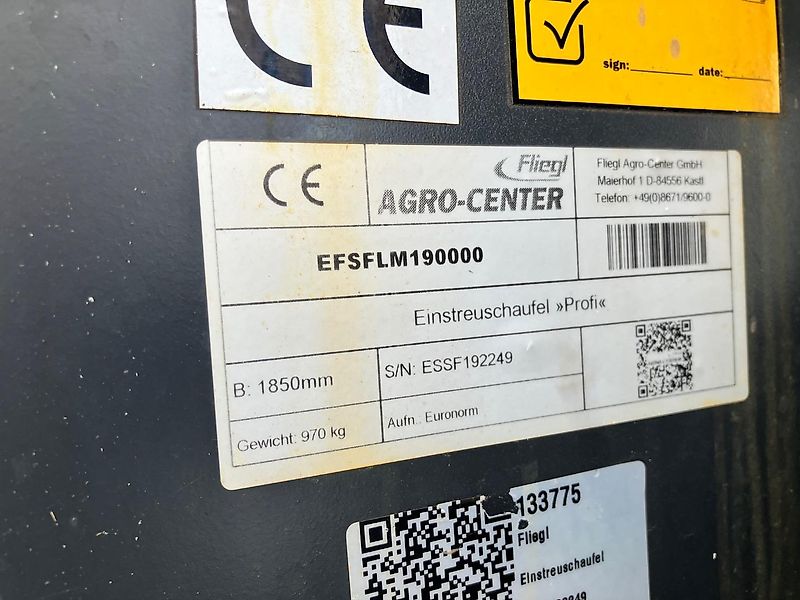 CE
sign:
date:
CE
Fliegl
AGRO-CENTER
Fliegl Agro-Center GmbH
Maierhof 1 D-84556 Kastl
Telefon: +49(0)8671/9600-0
EFSFLM190000
Einstreuschaufel »Profi«
B: 1850mm
S/N: ESSF192249
Gewicht: 970 kg
Aufn.: Euronorm
133775
Fliegl
Einstreuschaufel